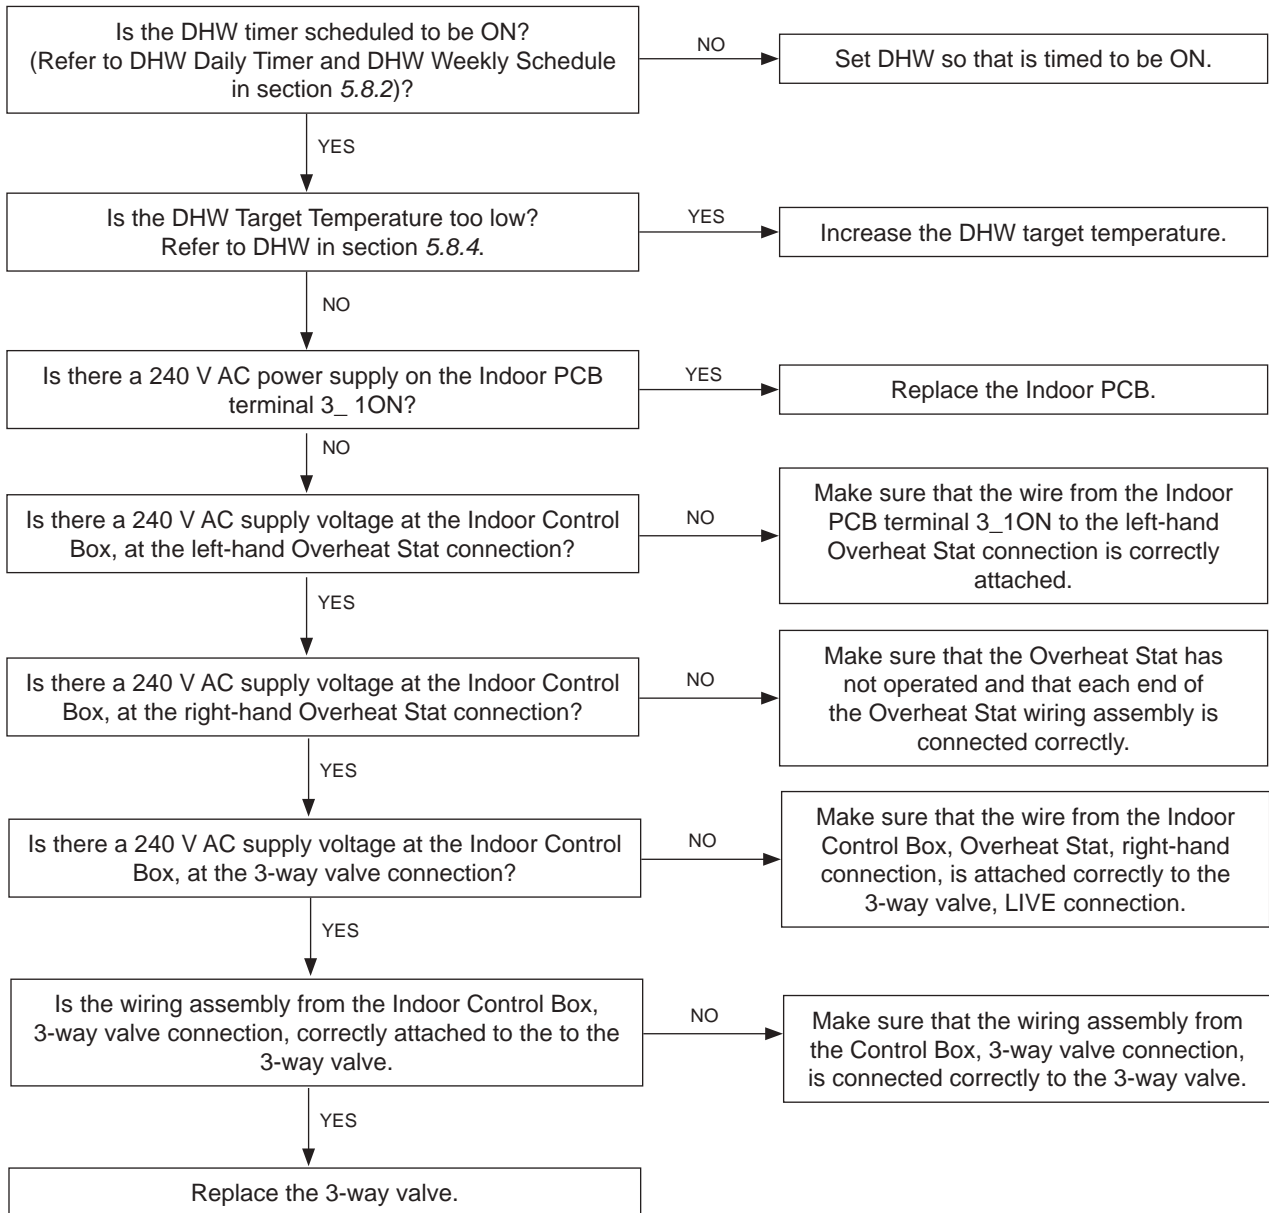 Is the DHW timer scheduled to be ON?
(Refer to DHW Daily Timer and DHW Weekly Schedule
in section 5.8.2)?
NO
Set DHW so that is timed to be ON.
YES
Is the DHW Target Temperature too low?
Refer to DHW in section 5.8.4.
YES
Increase the DHW target temperature.
NO
Is there a 240 V AC power supply on the Indoor PCB
terminal 3_ 1ON?
YES
Replace the Indoor PCB.
NO
Is there a 240 V AC supply voltage at the Indoor Control
Box, at the left-hand Overheat Stat connection?
NO
Make sure that the wire from the Indoor
PCB terminal 3_1ON to the left-hand
Overheat Stat connection is correctly
attached.
YES
Is there a 240 V AC supply voltage at the Indoor Control
Box, at the right-hand Overheat Stat connection?
NO
Make sure that the Overheat Stat has
not operated and that each end of
the Overheat Stat wiring assembly is
connected correctly.
YES
Is there a 240 V AC supply voltage at the Indoor Control
Box, at the 3-way valve connection?
NO
Make sure that the wire from the Indoor
Control Box, Overheat Stat, right-hand
connection, is attached correctly to the
3-way valve, LIVE connection.
YES
Is the wiring assembly from the Indoor Control Box,
3-way valve connection, correctly attached to the to the
3-way valve.
NO
Make sure that the wiring assembly from
the Control Box, 3-way valve connection,
is connected correctly to the 3-way valve.
YES
Replace the 3-way valve.